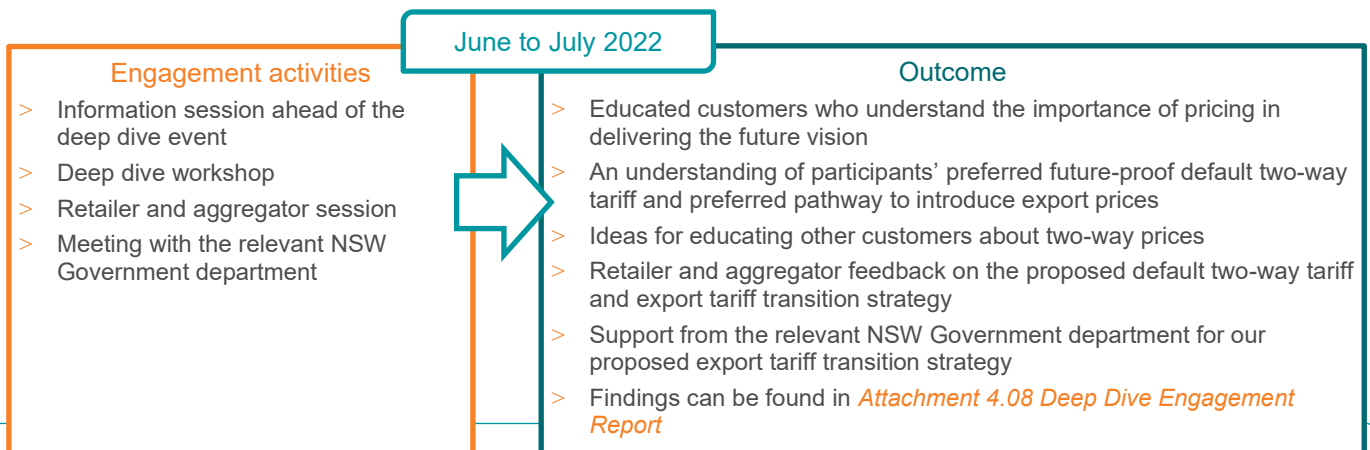 June to July 2022
Engagement activities
> Information session ahead of the
deep dive event
> Deep dive workshop
> Retailer and aggregator session
> Meeting with the relevant NSW
Government department
Outcome
> Educated customers who understand the importance of pricing in
delivering the future vision
> An understanding of participants’ preferred future-proof default two-way
tariff and preferred pathway to introduce export prices
> Ideas for educating other customers about two-way prices
> Retailer and aggregator feedback on the proposed default two-way tariff
and export tariff transition strategy
> Support from the relevant NSW Government department for our
proposed export tariff transition strategy
> Findings can be found in Attachment 4.08 Deep Dive Engagement
Report